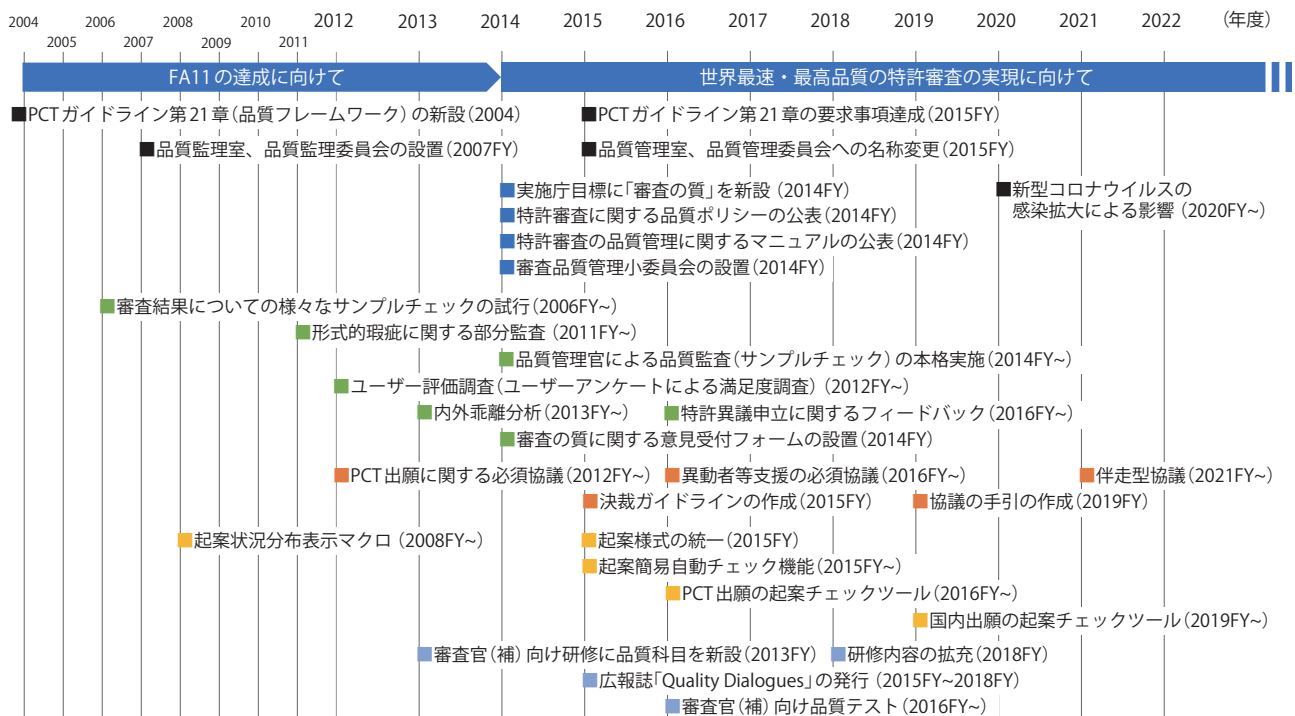 2004 2006 2008 2010 2012 2013 2014 2015 2016 2017 2018 2019 2020 2021 2022 (年度)
2005 2007 2009 2011
FA11の達成に向けて 世界最速・最高品質の特許審査の実現に向けて
PCTガイドライン第21章(品質フレームワーク)の新設(2004) PCTガイドライン第21章の要求事項達成(2015FY)
品質監理室、品質監理委員会の設置(2007FY) 品質管理室、品質管理委員会への名称変更(2015FY)
実施庁目標に「審査の質」を新設(2014FY) 新型コロナウイルスの
感染拡大による影響(2020FY~)
特許審査に関する品質ポリシーの公表(2014FY)
特許審査の品質管理に関するマニュアルの公表(2014FY)
審査品質管理小委員会の設置(2014FY)
審査結果についての様々なサンプルチェックの試行(2006FY~)
形式的瑕疵に関する部分監査(2011FY~)
品質管理官による品質監査(サンプルチェック)の本格実施(2014FY~)
ユーザー評価調査(ユーザーアンケートによる満足度調査)(2012FY~)
内外乖離分析(2013FY~) 特許異議申立に関するフィードバック(2016FY~)
審査の質に関する意見受付フォームの設置(2014FY)
PCT出願に関する必須協議(2012FY~) 異動者等支援の必須協議(2016FY~) 伴走型協議(2021FY~)
決裁ガイドラインの作成(2015FY) 協議の手引の作成(2019FY)
起案状況分布表示マクロ(2008FY~) 起案様式の統一(2015FY)
起案簡易自動チェック機能(2015FY~)
PCT出願の起案チェックツール(2016FY~)
国内出願の起案チェックツール(2019FY~)
審査官(補)向け研修に品質科目を新設(2013FY) 研修内容の拡充(2018FY)
広報誌「Quality Dialogues」の発行(2015FY~2018FY)
審査官(補)向け品質テスト(2016FY~)